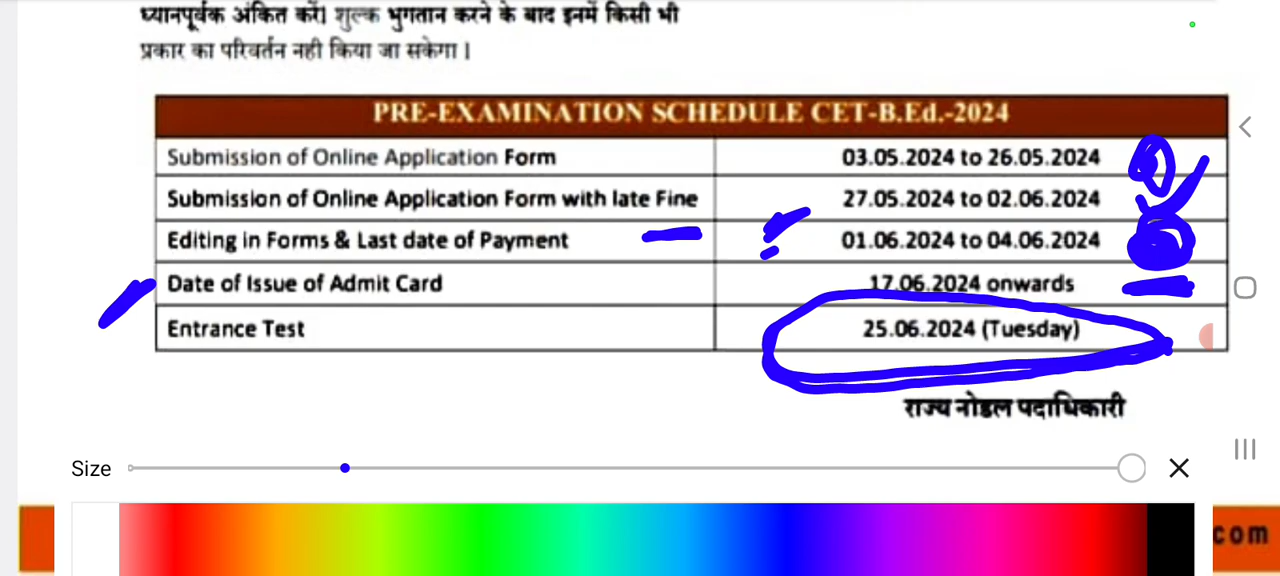 ध्यानपूर्वक अंकित करें। शुल्क भुगतान करने के बाद इनमें किसी भी
प्रकार का परिवर्तन नही किया जा सकेगा।
PRE-EXAMINATION SCHEDULE CET-B.Ed.-2024
Submission of Online Application Form 03.05.2024 to 26.05.2024
Submission of Online Application Form with late Fine 27.05.2024 to 02.06.2024
Editing in Forms & Last date of Payment 01.06.2024 to 04.06.2024
Date of Issue of Admit Card 17.06.2024 onwards
Entrance Test 25.06.2024 (Tuesday)
राज्य नोडल पदाधिकारी
Size
com